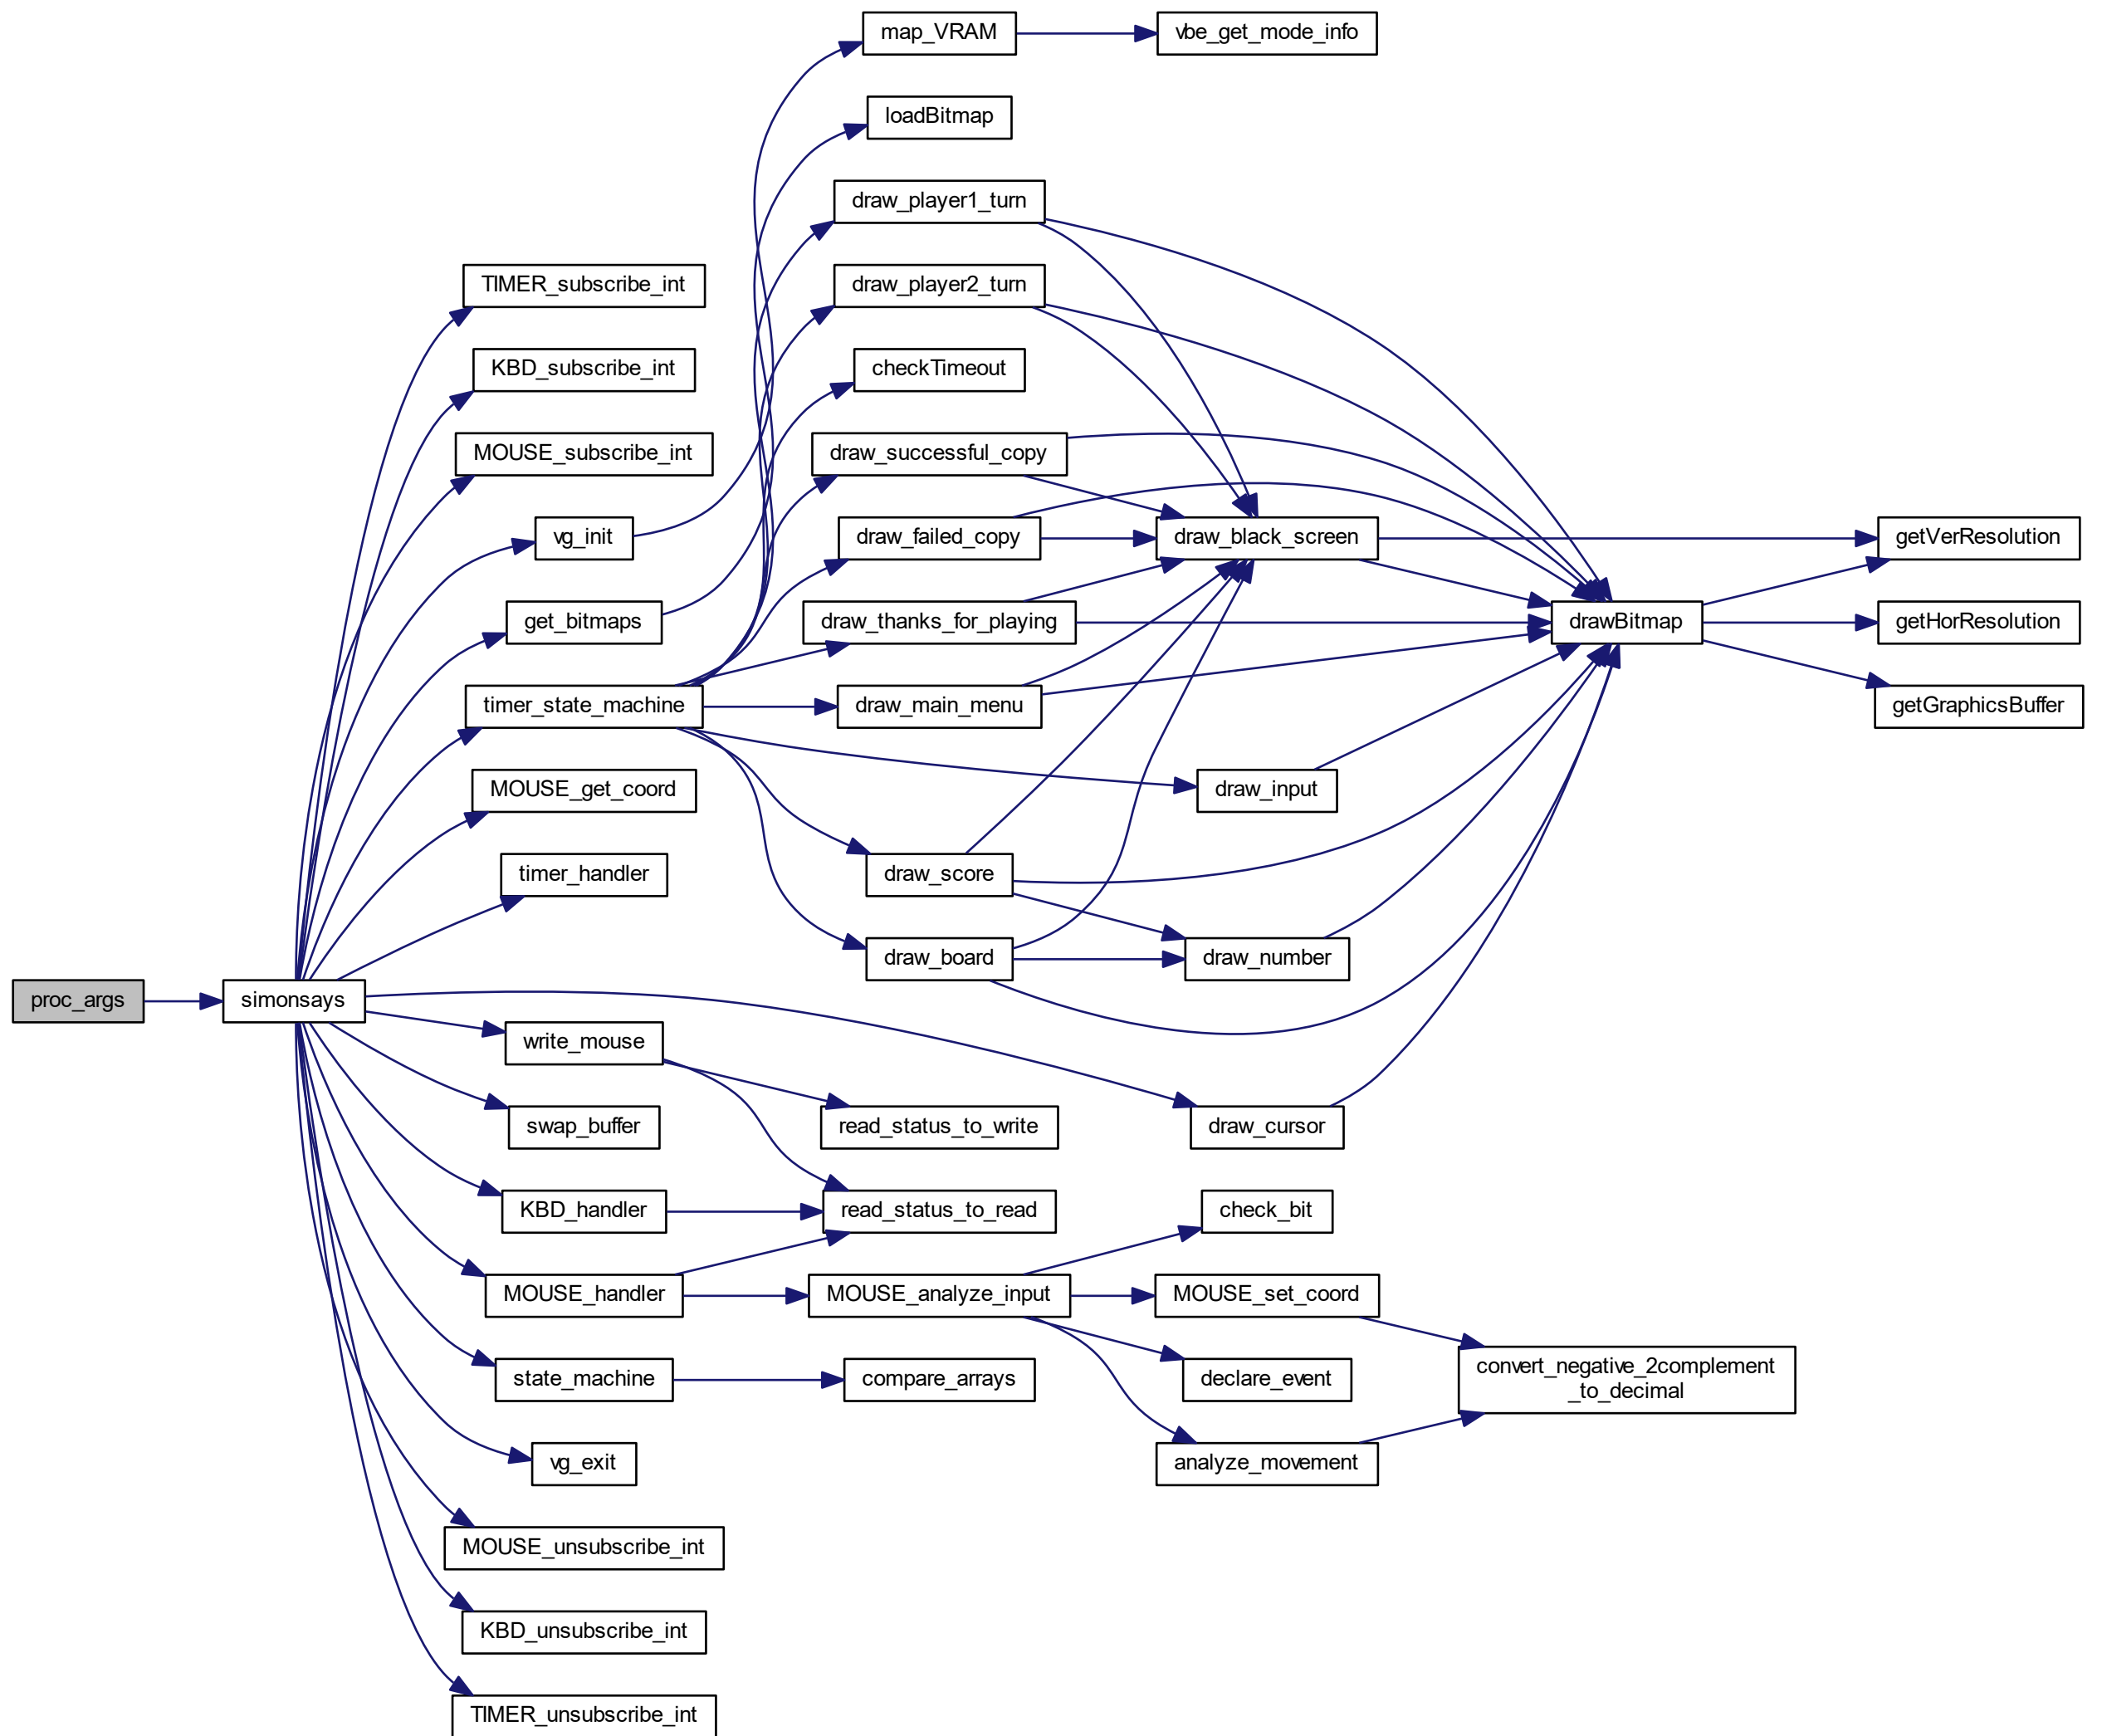 map_VRAM
vbe_get_mode_info
loadBitmap
draw_player1_turn
TIMER_subscribe_int
draw_player2_turn
KBD_subscribe_int
checkTimeout
MOUSE_subscribe_int
draw_successful_copy
vg_init
draw_failed_copy
draw_black_screen
getVerResolution
get_bitmaps
draw_thanks_for_playing
drawBitmap
getHorResolution
timer_state_machine
draw_main_menu
getGraphicsBuffer
MOUSE_get_coord
draw_input
timer_handler
draw_score
draw_board
draw_number
proc_args
simonsays
write_mouse
swap_buffer
read_status_to_write
draw_cursor
KBD_handler
read_status_to_read
check_bit
MOUSE_handler
MOUSE_analyze_input
MOUSE_set_coord
state_machine
compare_arrays
declare_event
convert_negative_2complement
_to_decimal
vg_exit
analyze_movement
MOUSE_unsubscribe_int
KBD_unsubscribe_int
TIMER_unsubscribe_int